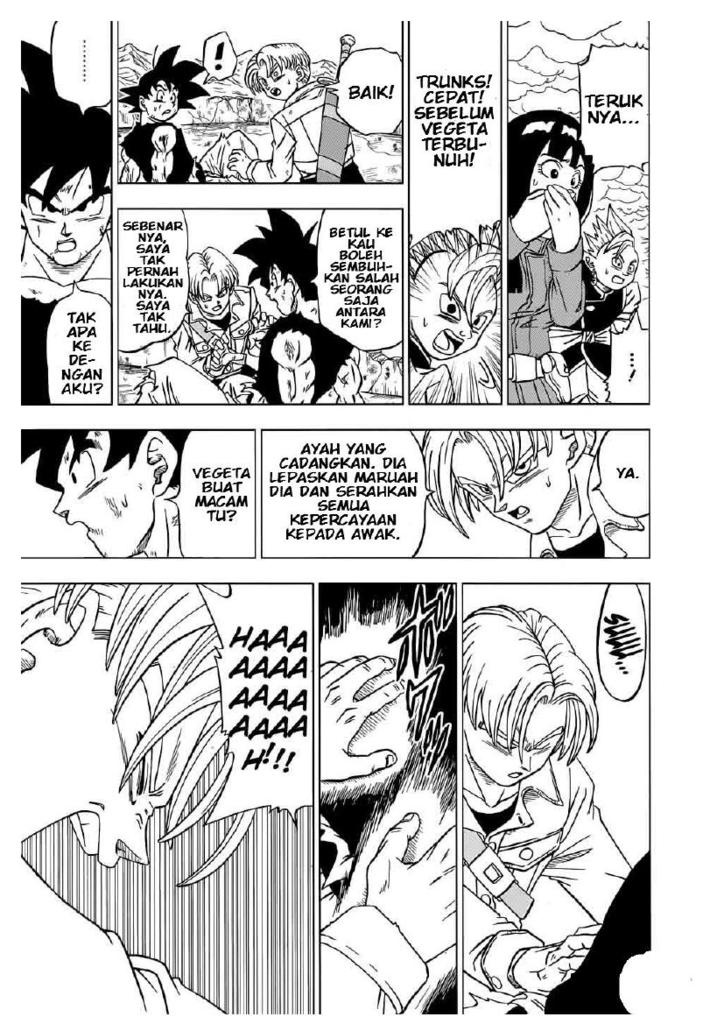 TERUK
NYA...
...!
TRUNKS!
CEPAT!
SEBELUM
VEGETA
TERBU-
NUH!
BAIK!
!
BETUL KE
KAU
BOLEH
SEMBUH-
KAN SALAH
SEORANG
SAJA
ANTARA
KAMI?
SEBENAR
NYA,
SAYA
TAK
PERNAH
LAKUKAN
NYA. SAYA
TAK
TAHU.
.........
TAK
APA
KE
DE-
NGAN
AKU?
YA.
AYAH YANG
CADANGKAN. DIA
LEPASKAN MARUAH
DIA DAN SERAHKAN
SEMUA
KEPERCAYAAN
KEPADA AWAK.
VEGETA
BUAT
MACAM
TU?
HAAA
AAAA
AAAA
AAAA
H!!!